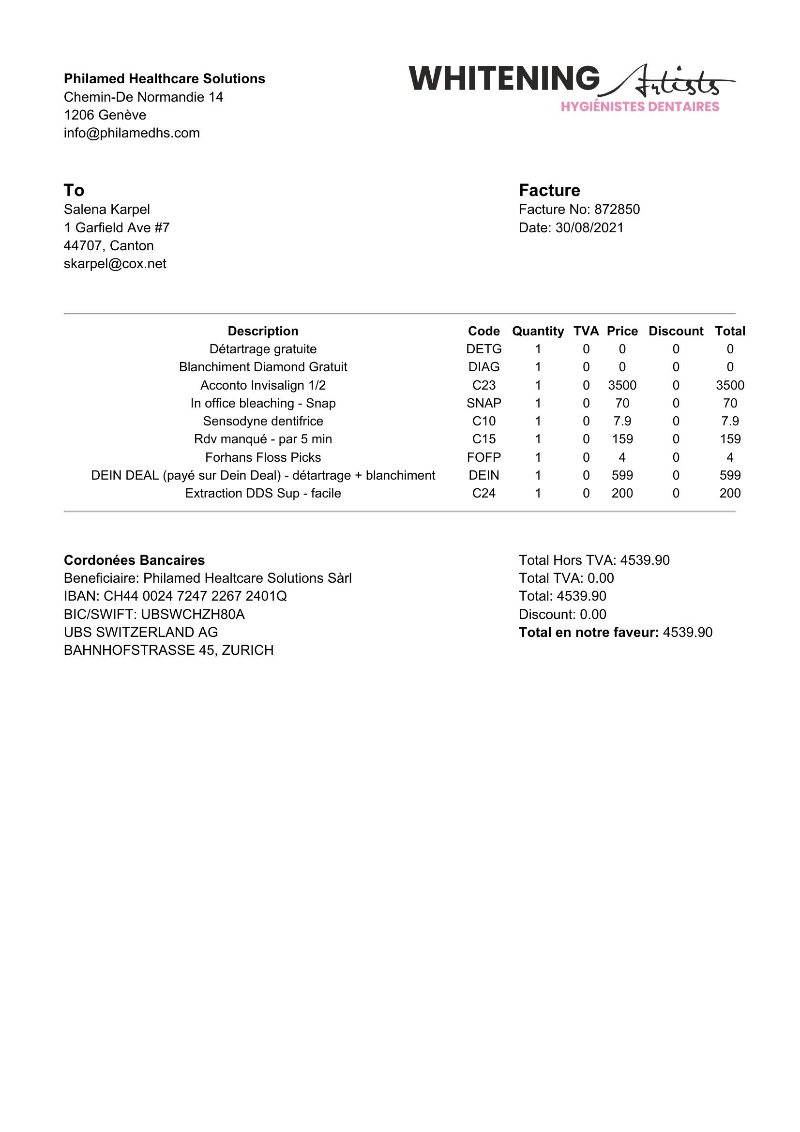 Philamed Healthcare Solutions
Chemin-De Normandie 14
1206 Genève
info@philamedhs.com
WHITENING Artists
HYGIÉNISTES DENTAIRES
To
Salena Karpel
1 Garfield Ave #7
44707, Canton
skarpel@cox.net
Facture
Facture No: 872850
Date: 30/08/2021
Description Code Quantity TVA Price Discount Total
Détartrage gratuite DETG 1 0 0 0 0
Blanchiment Diamond Gratuit DIAG 1 0 0 0 0
Acconto Invisalign 1/2 C23 1 0 3500 0 3500
In office bleaching - Snap SNAP 1 0 70 0 70
Sensodyne dentifrice C10 1 0 7.9 0 7.9
Rdv manqué - par 5 min C15 1 0 159 0 159
Forhans Floss Picks FOFP 1 0 4 0 4
DEIN DEAL (payé sur Dein Deal) - détartrage + blanchiment DEIN 1 0 599 0 599
Extraction DDS Sup - facile C24 1 0 200 0 200
Cordonées Bancaires
Beneficiaire: Philamed Healtcare Solutions Sàrl
IBAN: CH44 0024 7247 2267 2401Q
BIC/SWIFT: UBSWCHZH80A
UBS SWITZERLAND AG
BAHNHOFSTRASSE 45, ZURICH
Total Hors TVA: 4539.90
Total TVA: 0.00
Total: 4539.90
Discount: 0.00
Total en notre faveur: 4539.90